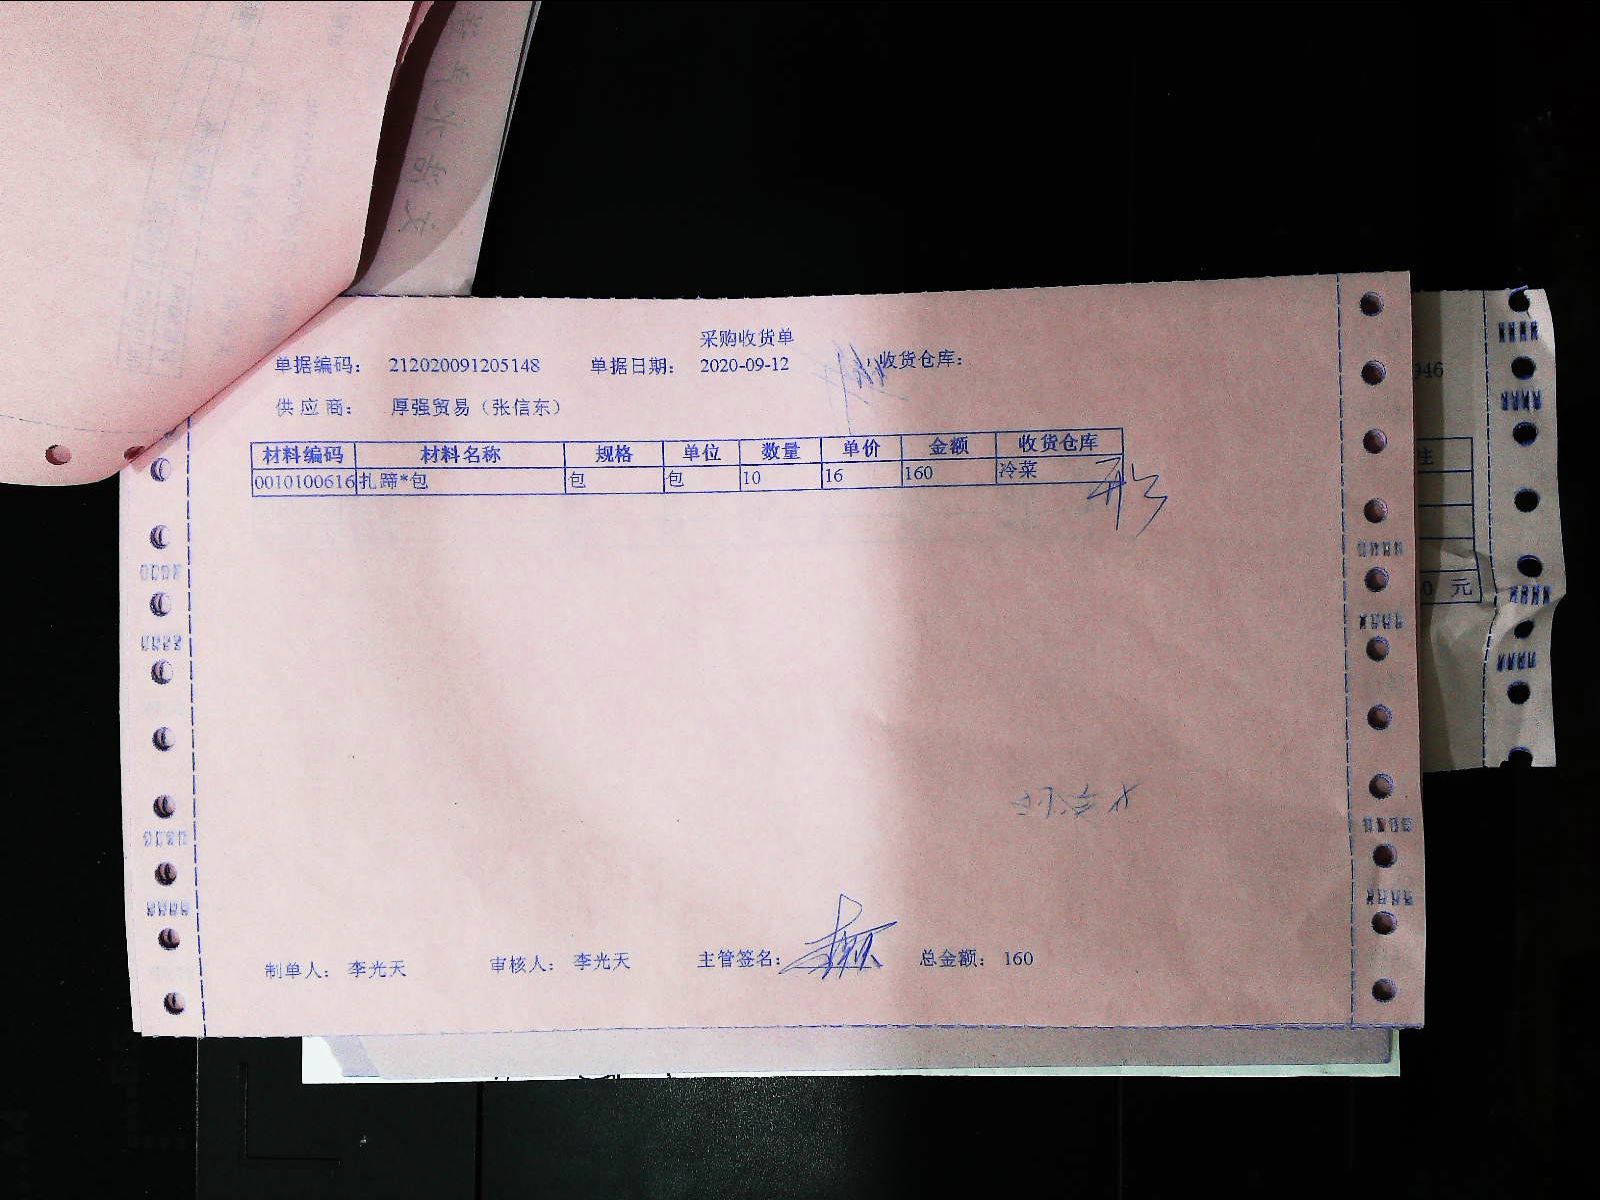 采购收货单
单据编码： 212020091205148 单据日期： 2020-09-12 收货仓库：
供应商： 厚强贸易（张信东）
材料编码 材料名称 规格 单位 数量 单价 金额 收货仓库
0010100616 扎蹄*包 包 包 10 16 160 冷菜
制单人： 李光天 审核人： 李光天 主管签名： 总金额： 160
946
元